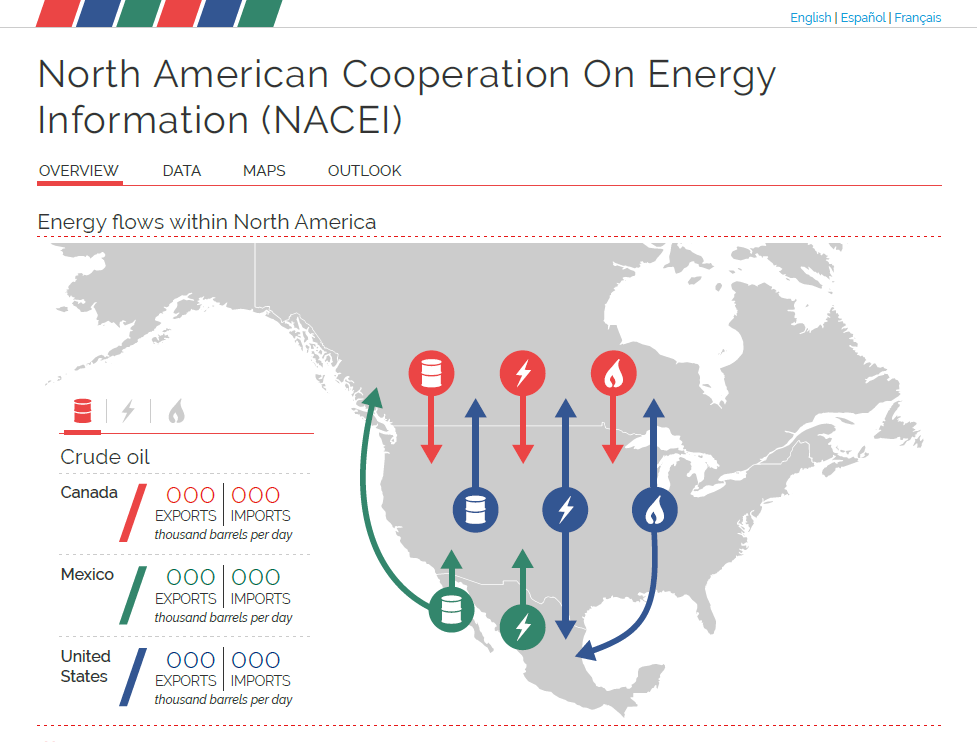 English | Español | Français
North American Cooperation On Energy
Information (NACEI)
OVERVIEW DATA MAPS OUTLOOK
Energy flows within North America
Crude oil
Canada
000 | 000
EXPORTS IMPORTS
thousand barrels per day
Mexico
000 | 000
EXPORTS IMPORTS
thousand barrels per day
United
States
000 | 000
EXPORTS IMPORTS
thousand barrels per day